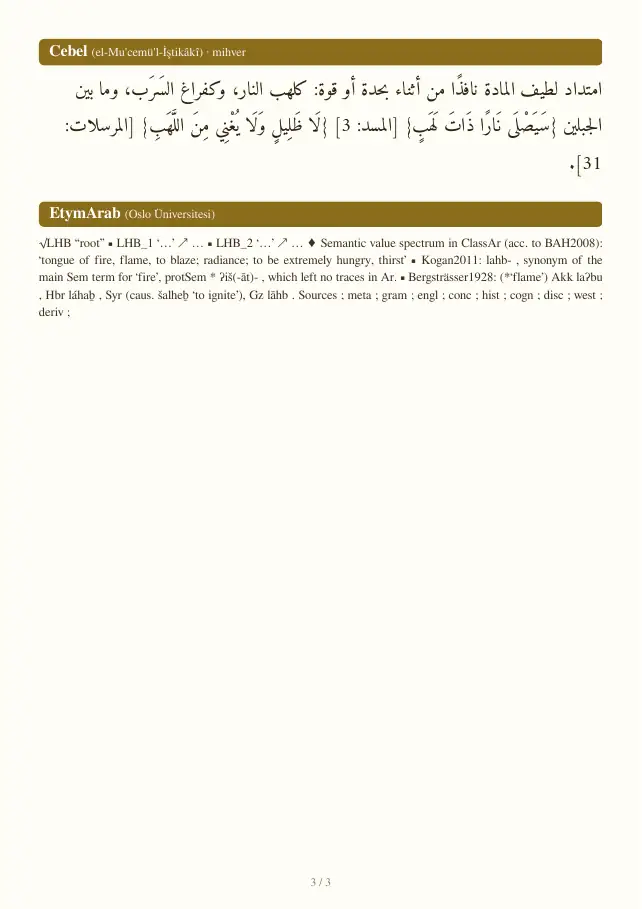 Cebel (el-Mu'cemü'l-İştikâkî) · mihver
امتداد لطيف المادة نافذًا من أثناء بحدة أو قوة: كلهب النار، وكفراغ السَرَب، وما بين
الجبلين {سَيَصْلَى نَارًا ذَاتَ لَهَبٍ} [المسد: 3] {لَا ظَلِيلٍ وَلَا يُغْنِي مِنَ اللَّهَبِ} [المرسلات:
31].
EtymArab (Oslo Üniversitesi)
√LHB “root” ▪ LHB_1 ‘…’ ↗ … ▪ LHB_2 ‘…’ ↗ … ♦ Semantic value spectrum in ClassAr (acc. to BAH2008):
‘tongue of fire, flame, to blaze; radiance; to be extremely hungry, thirst’ ▪ Kogan2011: lahb- , synonym of the
main Sem term for ‘fire’, protSem * ʔiš(-āt)- , which left no traces in Ar. ▪ Bergsträsser1928: (*‘flame’) Akk laʔbu
, Hbr láhaḇ , Syr (caus. šalheḇ ‘to ignite’), Gz lāhb . Sources ; meta ; gram ; engl ; conc ; hist ; cogn ; disc ; west ;
deriv ;
3 / 3